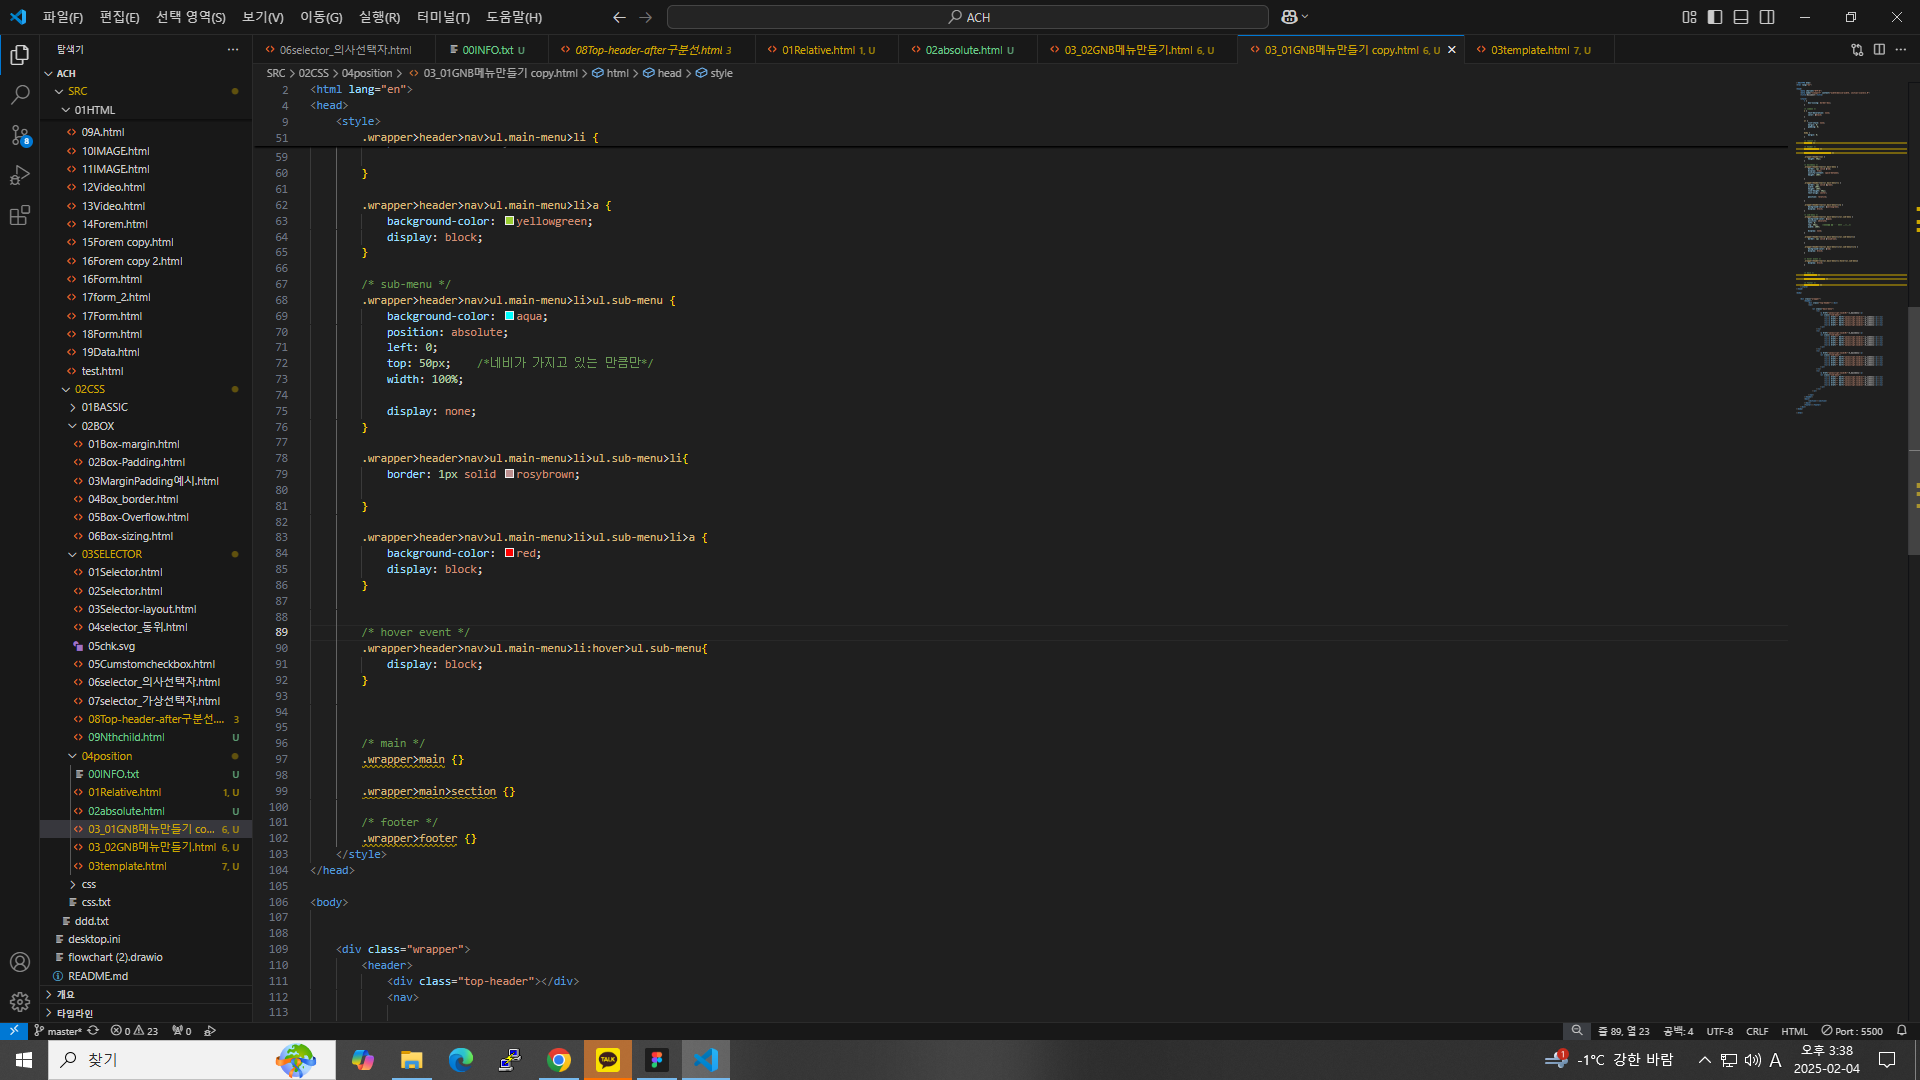 파일(F) 편집(E) 선택 영역(S) 보기(V) 이동(G) 실행(R) 터미널(T) 도움말(H)
ACH
탐색기
06selector_의사선택자.html
00INFO.txt U
08Top-header-after구분선.html 3
01Relative.html 1, U
02absolute.html U
03_02GNB메뉴만들기.html 6, U
03_01GNB메뉴만들기 copy.html 6, U
03template.html 7, U
SRC > 02CSS > 04position > 03_01GNB메뉴만들기 copy.html > html > head > style
ACH
SRC
01HTML
09A.html
10IMAGE.html
11IMAGE.html
12Video.html
13Video.html
14Forem.html
15Forem copy.html
16Forem copy 2.html
16Form.html
17form_2.html
17Form.html
18Form.html
19Data.html
test.html
02CSS
01BASSIC
02BOX
01Box-margin.html
02Box-Padding.html
03MarginPadding예시.html
04Box_border.html
05Box-Overflow.html
06Box-sizing.html
03SELECTOR
01Selector.html
02Selector.html
03Selector-layout.html
04selector_동위.html
05chk.svg
05Cumstomcheckbox.html
06selector_의사선택자.html
07selector_가상선택자.html
08Top-header-after구분선.... 3
09Nthchild.html U
04position
00INFO.txt U
01Relative.html 1, U
02absolute.html U
03_01GNB메뉴만들기 co... 6, U
03_02GNB메뉴만들기.html 6, U
03template.html 7, U
css
css.txt
ddd.txt
desktop.ini
flowchart (2).drawio
README.md
개요
타임라인
2 <html lang="en">
4 <head>
9 <style>
51 .wrapper>header>nav>ul.main-menu>li {
59
60 }
61
62 .wrapper>header>nav>ul.main-menu>li>a {
63 background-color: yellowgreen;
64 display: block;
65 }
66
67 /* sub-menu */
68 .wrapper>header>nav>ul.main-menu>li>ul.sub-menu {
69 background-color: aqua;
70 position: absolute;
71 left: 0;
72 top: 50px; /*네비가 가지고 있는 만큼만*/
73 width: 100%;
74
75 display: none;
76 }
77
78 .wrapper>header>nav>ul.main-menu>li>ul.sub-menu>li{
79 border: 1px solid rosybrown;
80
81 }
82
83 .wrapper>header>nav>ul.main-menu>li>ul.sub-menu>li>a {
84 background-color: red;
85 display: block;
86 }
87
88
89 /* hover event */
90 .wrapper>header>nav>ul.main-menu>li:hover>ul.sub-menu{
91 display: block;
92 }
93
94
95
96 /* main */
97 .wrapper>main {}
98
99 .wrapper>main>section {}
100
101 /* footer */
102 .wrapper>footer {}
103 </style>
104 </head>
105
106 <body>
107
108
109 <div class="wrapper">
110 <header>
111 <div class="top-header"></div>
112 <nav>
113
8
master* 0 23 0
줄 89, 열 23 공백: 4 UTF-8 CRLF HTML Port : 5500
찾기
TALK
1 -1°C 강한 바람
A
오후 3:38
2025-02-04